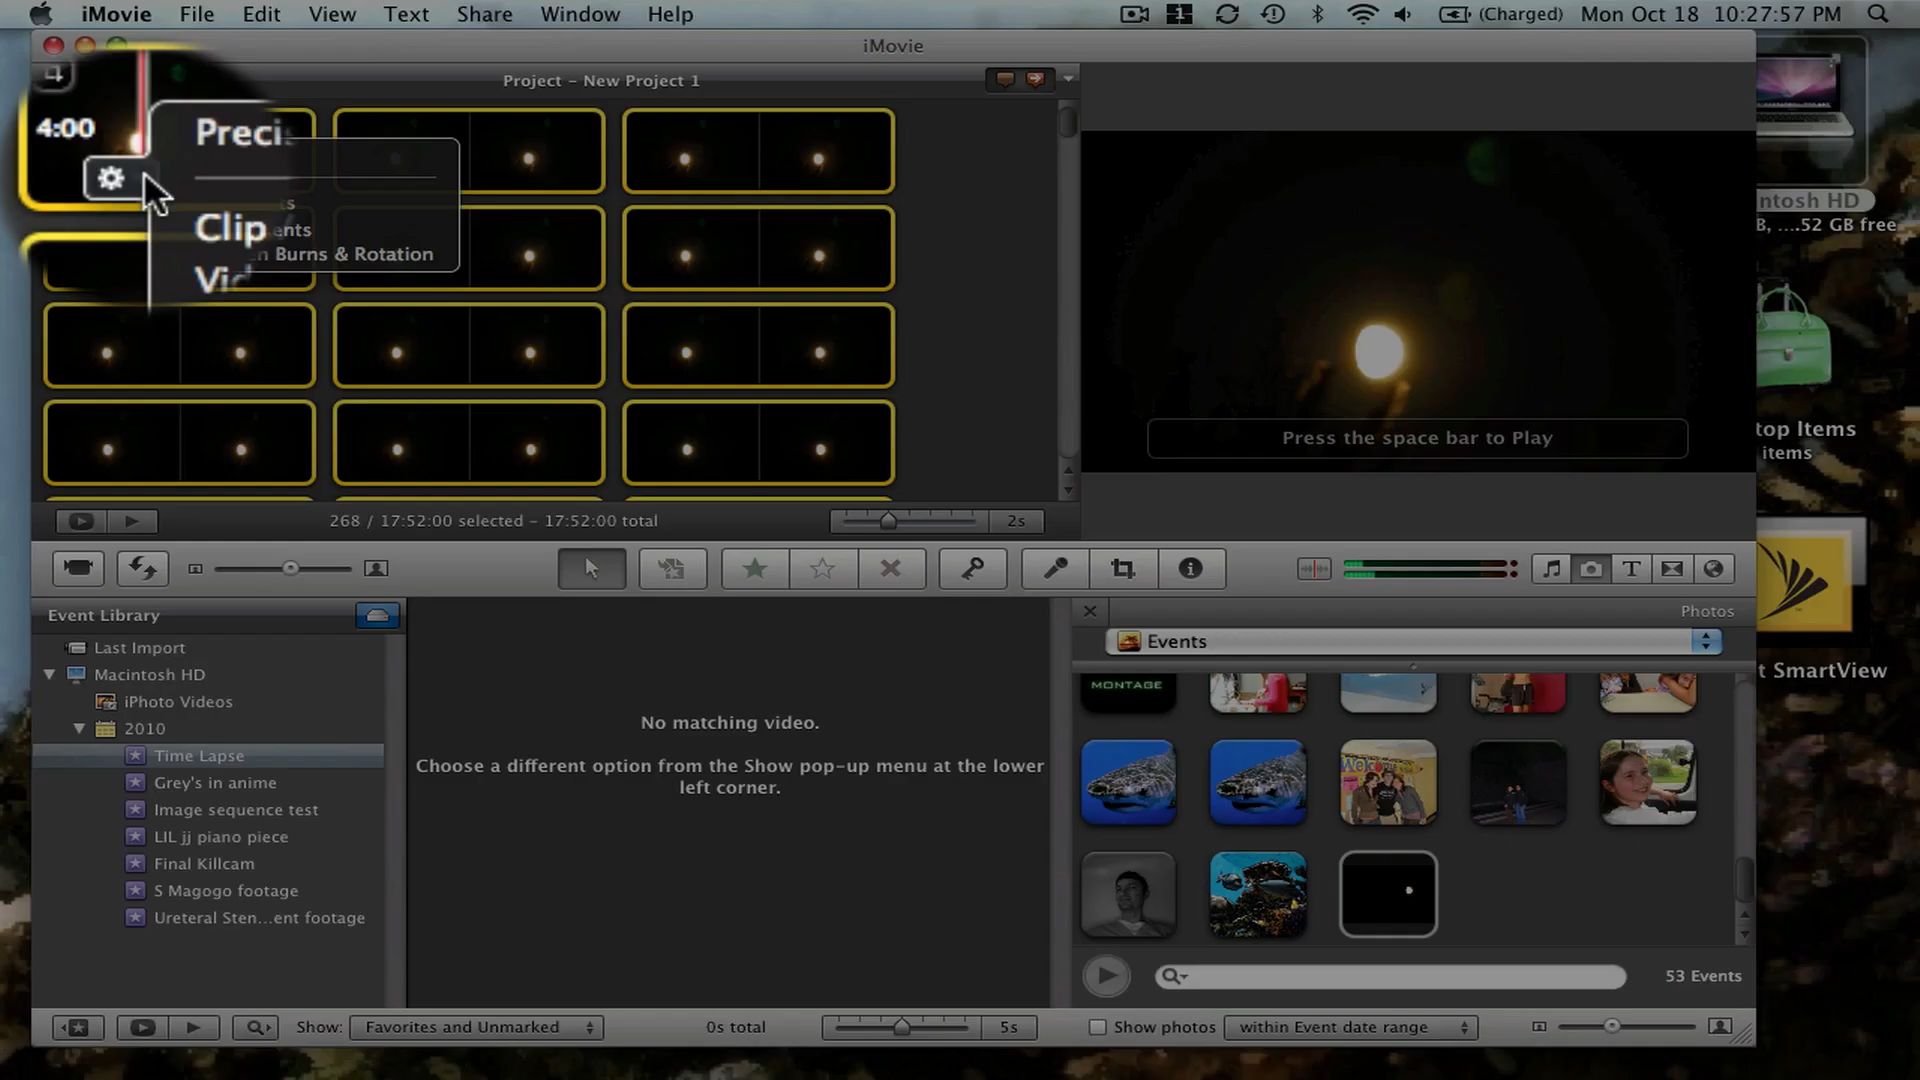 iMovie File Edit View Text Share Window Help
(Charged) Mon Oct 18 10:27:57 PM
iMovie
Project - New Project 1
4:00
Clip
ents
Burns & Rotation
Press the space bar to Play
268 / 17:52:00 selected - 17:52:00 total
2s
Event Library
Last Import
Macintosh HD
iPhoto Videos
2010
Time Lapse
Grey's in anime
Image sequence test
LIL jj piano piece
Final Killcam
S Magogo footage
Ureteral Sten...ent footage
No matching video.
Choose a different option from the Show pop-up menu at the lower
left corner.
Photos
Events
MONTAGE
53 Events
Show: Favorites and Unmarked
0s total
5s
Show photos within Event date range
intosh HD
B, ....52 GB free
top Items
items
t SmartView